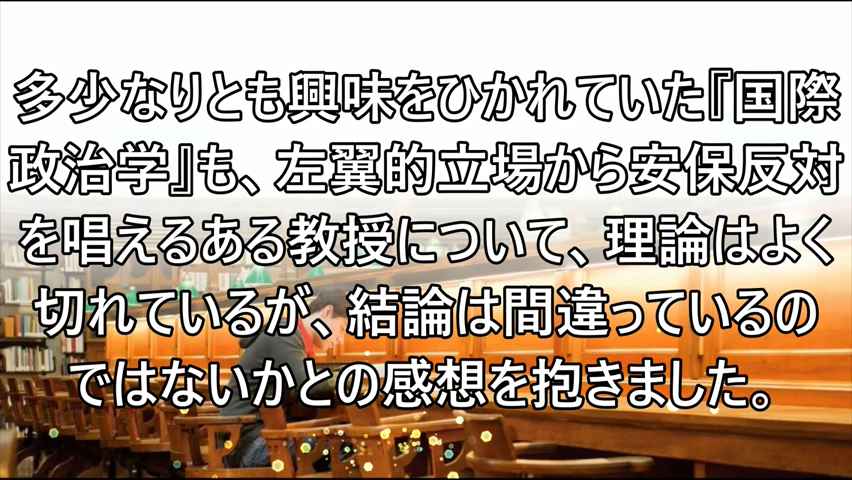 多少なりとも興味をひかれていた『国際
政治学』も、左翼的立場から安保反対
を唱えるある教授について、理論はよく
切れているが、結論は間違っているの
ではないかとの感想を抱きました。